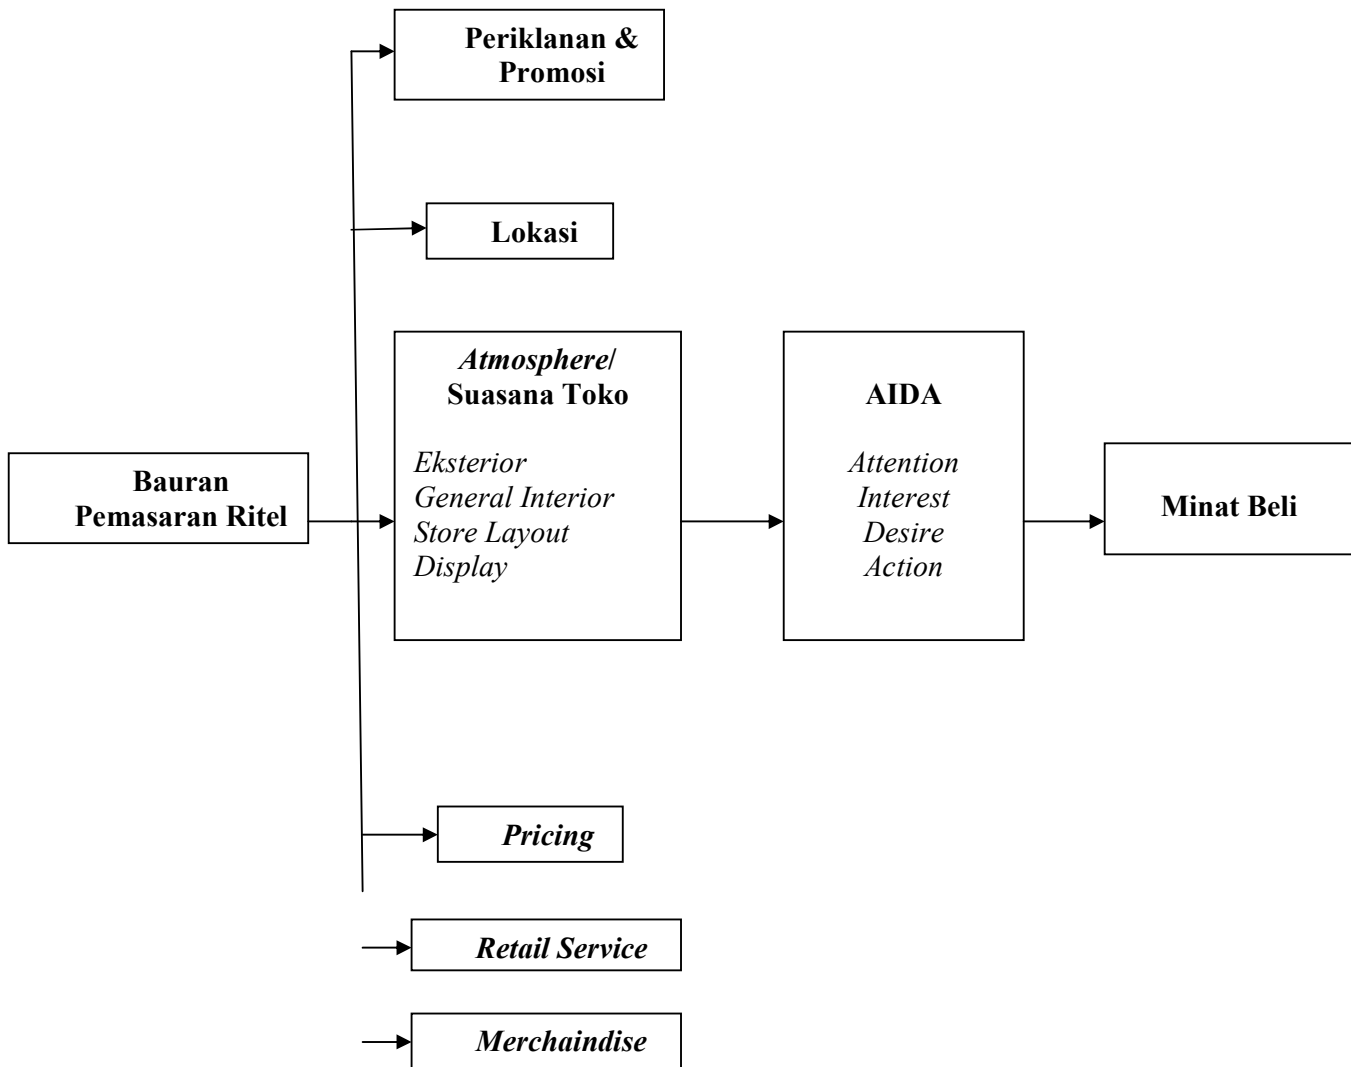 Periklanan &
Promosi
Lokasi
Atmosphere/
Suasana Toko
Eksterior
General Interior
Store Layout
Display
AIDA
Attention
Interest
Desire
Action
Bauran
Pemasaran Ritel
Minat Beli
Pricing
Retail Service
Merchaindise